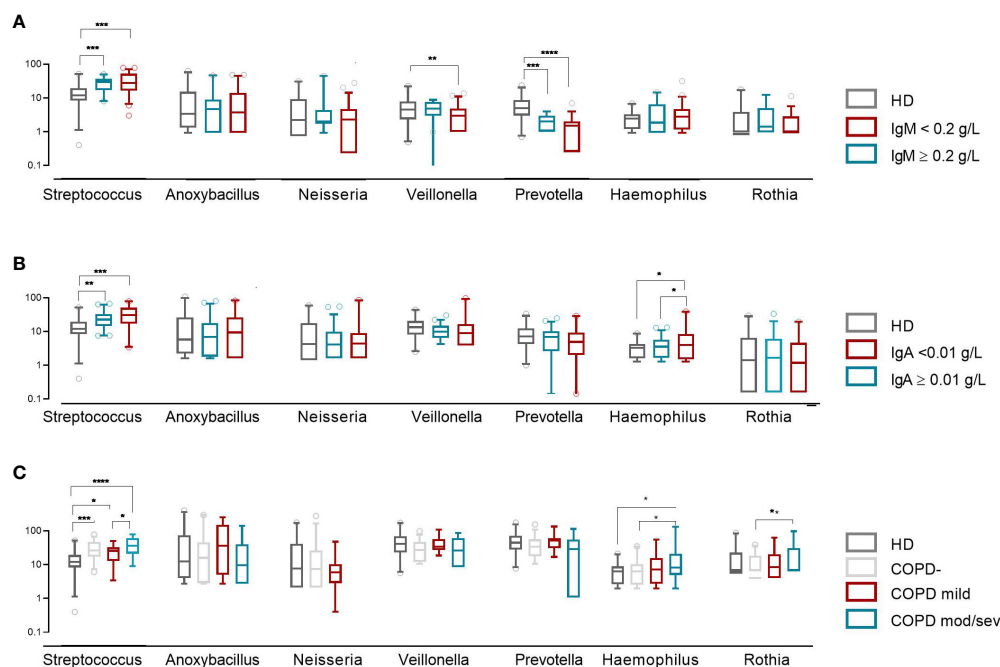 A
*** *** ** *** ****
100
10
1
0.1
HD
IgM < 0.2 g/L
IgM ≥ 0.2 g/L
Streptococcus Anoxybacillus Neisseria Veillonella Prevotella Haemophilus Rothia
B
*** ** * *
100
10
1
0.1
HD
IgA <0.01 g/L
IgA ≥ 0.01 g/L
Streptococcus Anoxybacillus Neisseria Veillonella Prevotella Haemophilus Rothia
C
**** * *** * * * **
100
10
1
0.1
HD
COPD-
COPD mild
COPD mod/sev
Streptococcus Anoxybacillus Neisseria Veillonella Prevotella Haemophilus Rothia